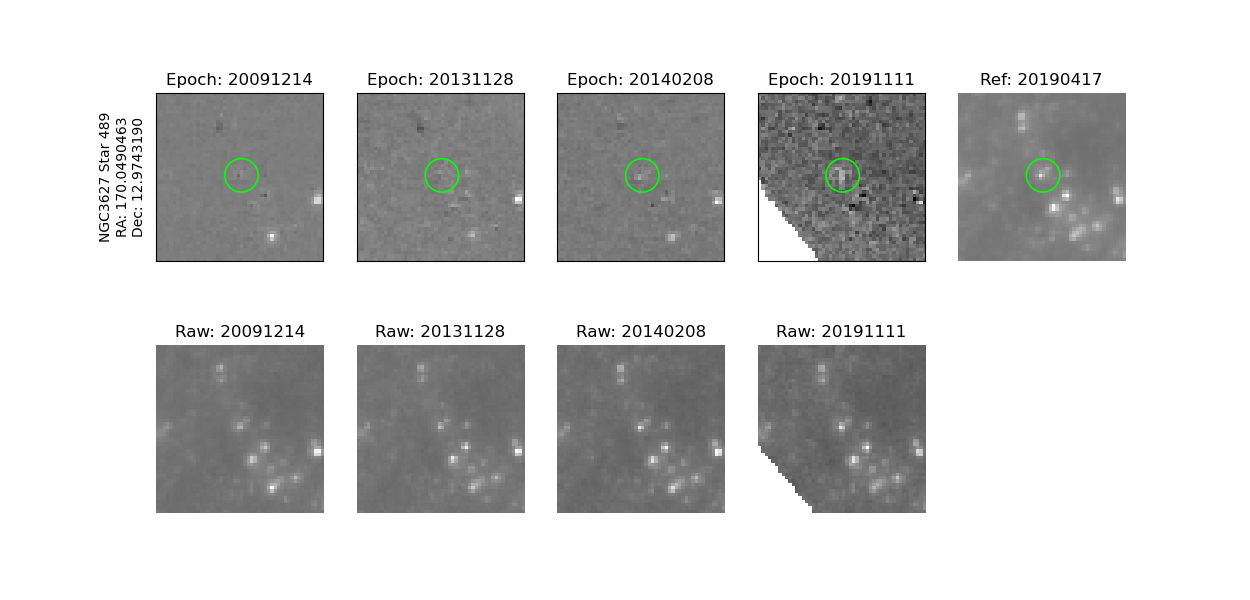 NGC3627 Star 489
RA: 170.0490463
Dec: 12.9743190
Epoch: 20091214
Epoch: 20131128
Epoch: 20140208
Epoch: 20191111
Ref: 20190417
Raw: 20091214
Raw: 20131128
Raw: 20140208
Raw: 20191111